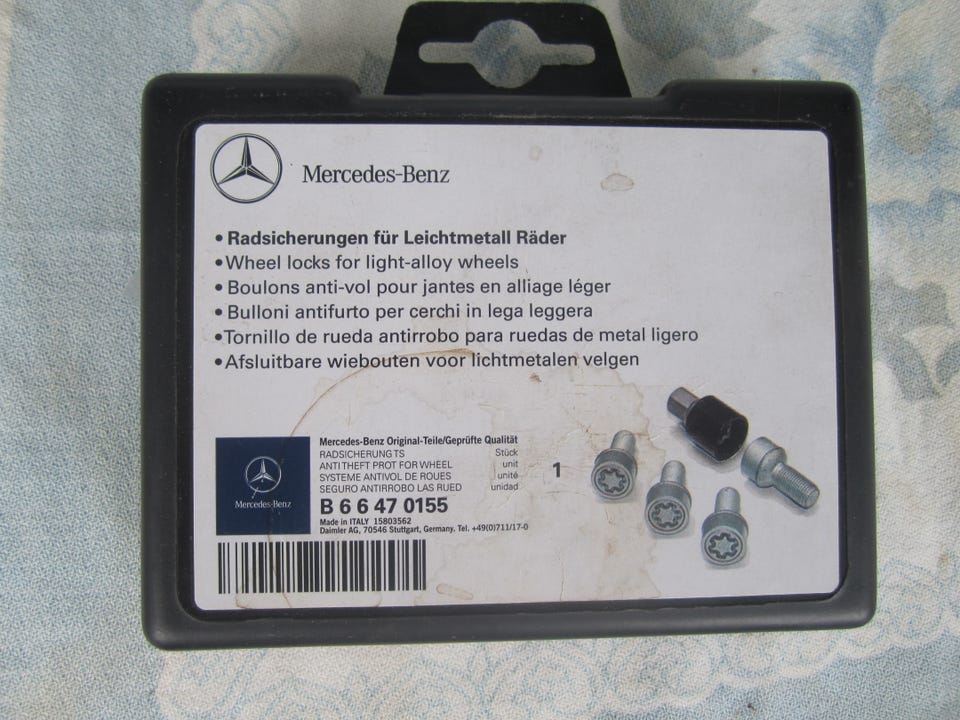 Mercedes-Benz
• Radsicherungen für Leichtmetall Räder
• Wheel locks for light-alloy wheels
• Boulons anti-vol pour jantes en alliage léger
• Bulloni antifurto per cerchi in lega leggera
• Tornillo de rueda antirrobo para ruedas de metal ligero
• Afsluitbare wiebouten voor lichtmetalen velgen
Mercedes-Benz
Mercedes-Benz Original-Teile/Geprüfte Qualität
RADSICHERUNG TS Stück
ANTITHEFT PROT FOR WHEEL unit 1
SYSTEME ANTIVOL DE ROUES unité
SEGURO ANTIRROBO LAS RUED unidad
B 6 6 47 0155
Made in ITALY 15803562
Daimler AG, 70546 Stuttgart, Germany. Tel. +49(0)711/17-0